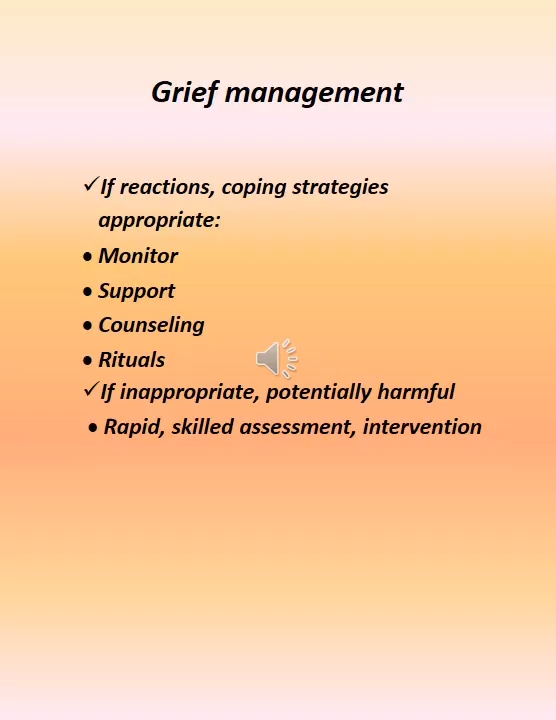 Grief management
✓If reactions, coping strategies
appropriate:
• Monitor
• Support
• Counseling
• Rituals
✓If inappropriate, potentially harmful
• Rapid, skilled assessment, intervention